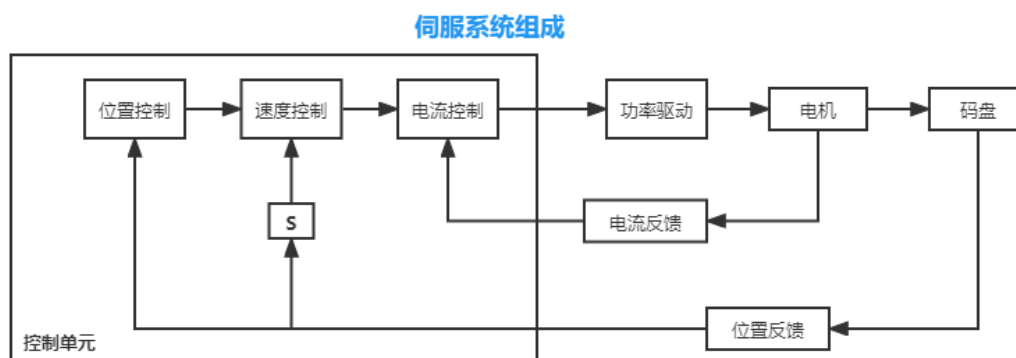 伺服系统组成
位置控制
速度控制
电流控制
功率驱动
电机
码盘
S
电流反馈
位置反馈
控制单元